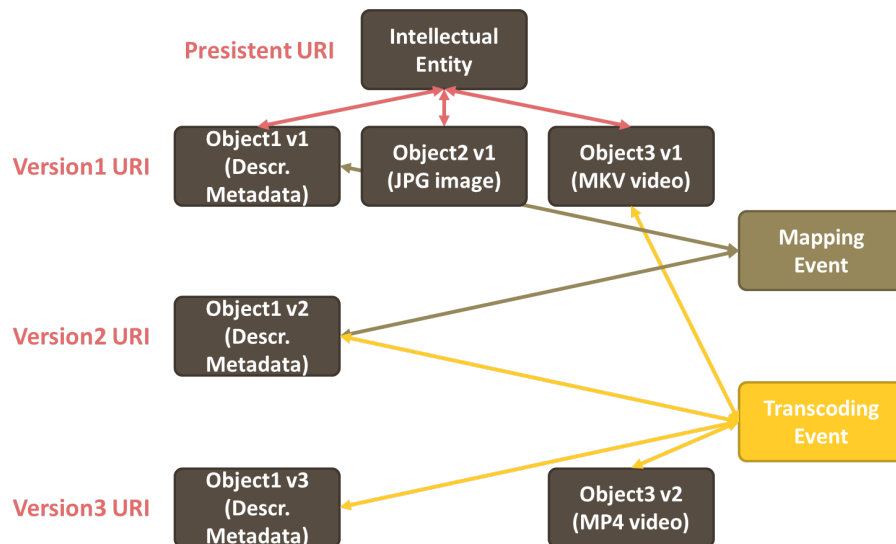 Intellectual
Entity
Presistent URI
Version1 URI
Object1 v1
(Descr.
Metadata)
Object2 v1
(JPG image)
Object3 v1
(MKV video)
Mapping
Event
Version2 URI
Object1 v2
(Descr.
Metadata)
Transcoding
Event
Version3 URI
Object1 v3
(Descr.
Metadata)
Object3 v2
(MP4 video)